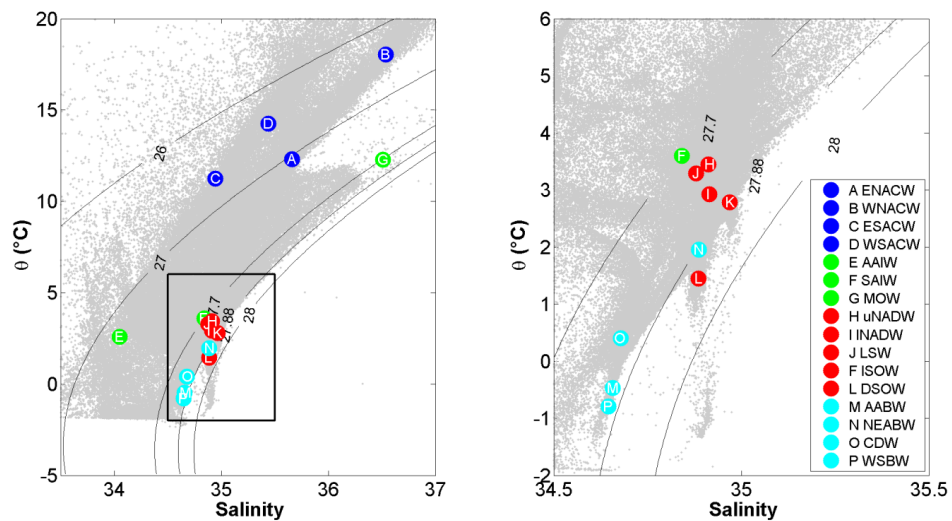 20
15
10
5
0
-5
θ (°C)
34
35
36
37
Salinity
26
27
27.7
27.88
28
B
D
A
G
C
E
F
H
J
K
N
L
O
M
P
6
5
4
3
2
1
0
-1
-2
θ (°C)
34.5
35
35.5
Salinity
27.7
27.88
28
F
H
J
I
K
N
L
O
M
P
A ENACW
B WNACW
C ESACW
D WSACW
E AAIW
F SAIW
G MOW
H uNADW
I lNADW
J LSW
F ISOW
L DSOW
M AABW
N NEABW
O CDW
P WSBW